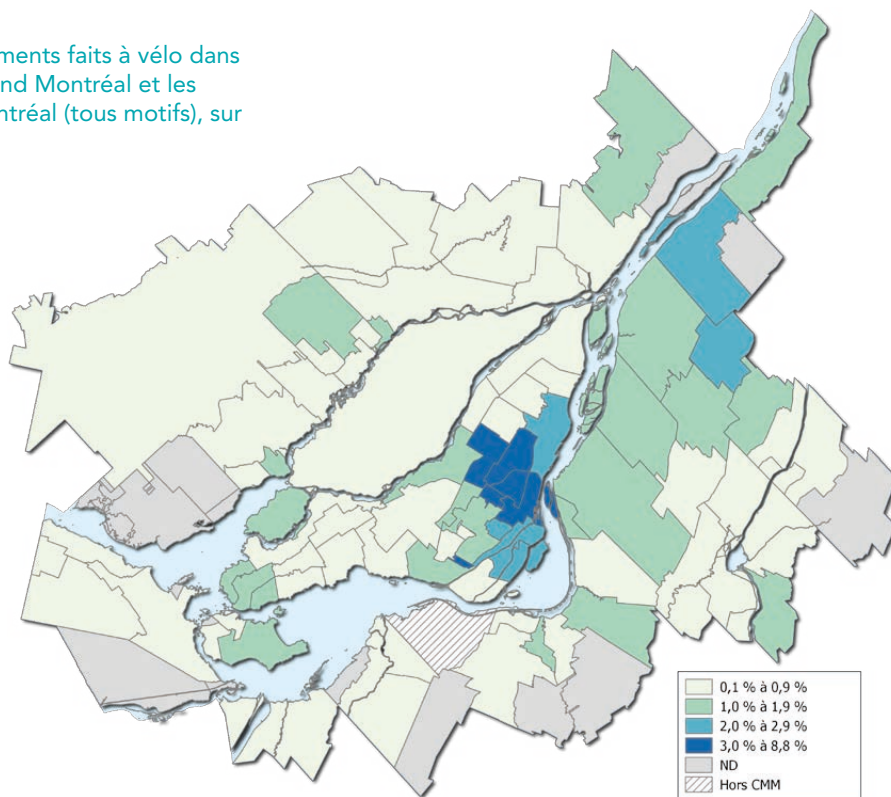 ments faits à vélo dans
nd Montréal et les
ntréal (tous motifs), sur
0,1 % à 0,9 %
1,0 % à 1,9 %
2,0 % à 2,9 %
3,0 % à 8,8 %
ND
Hors CMM